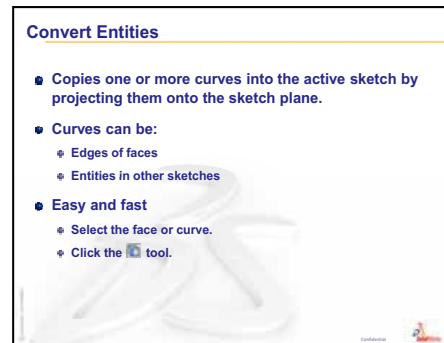 Convert Entities
Copies one or more curves into the active sketch by
projecting them onto the sketch plane.
Curves can be:
Edges of faces
Entities in other sketches
Easy and fast
Select the face or curve.
Click the tool.
Confidential